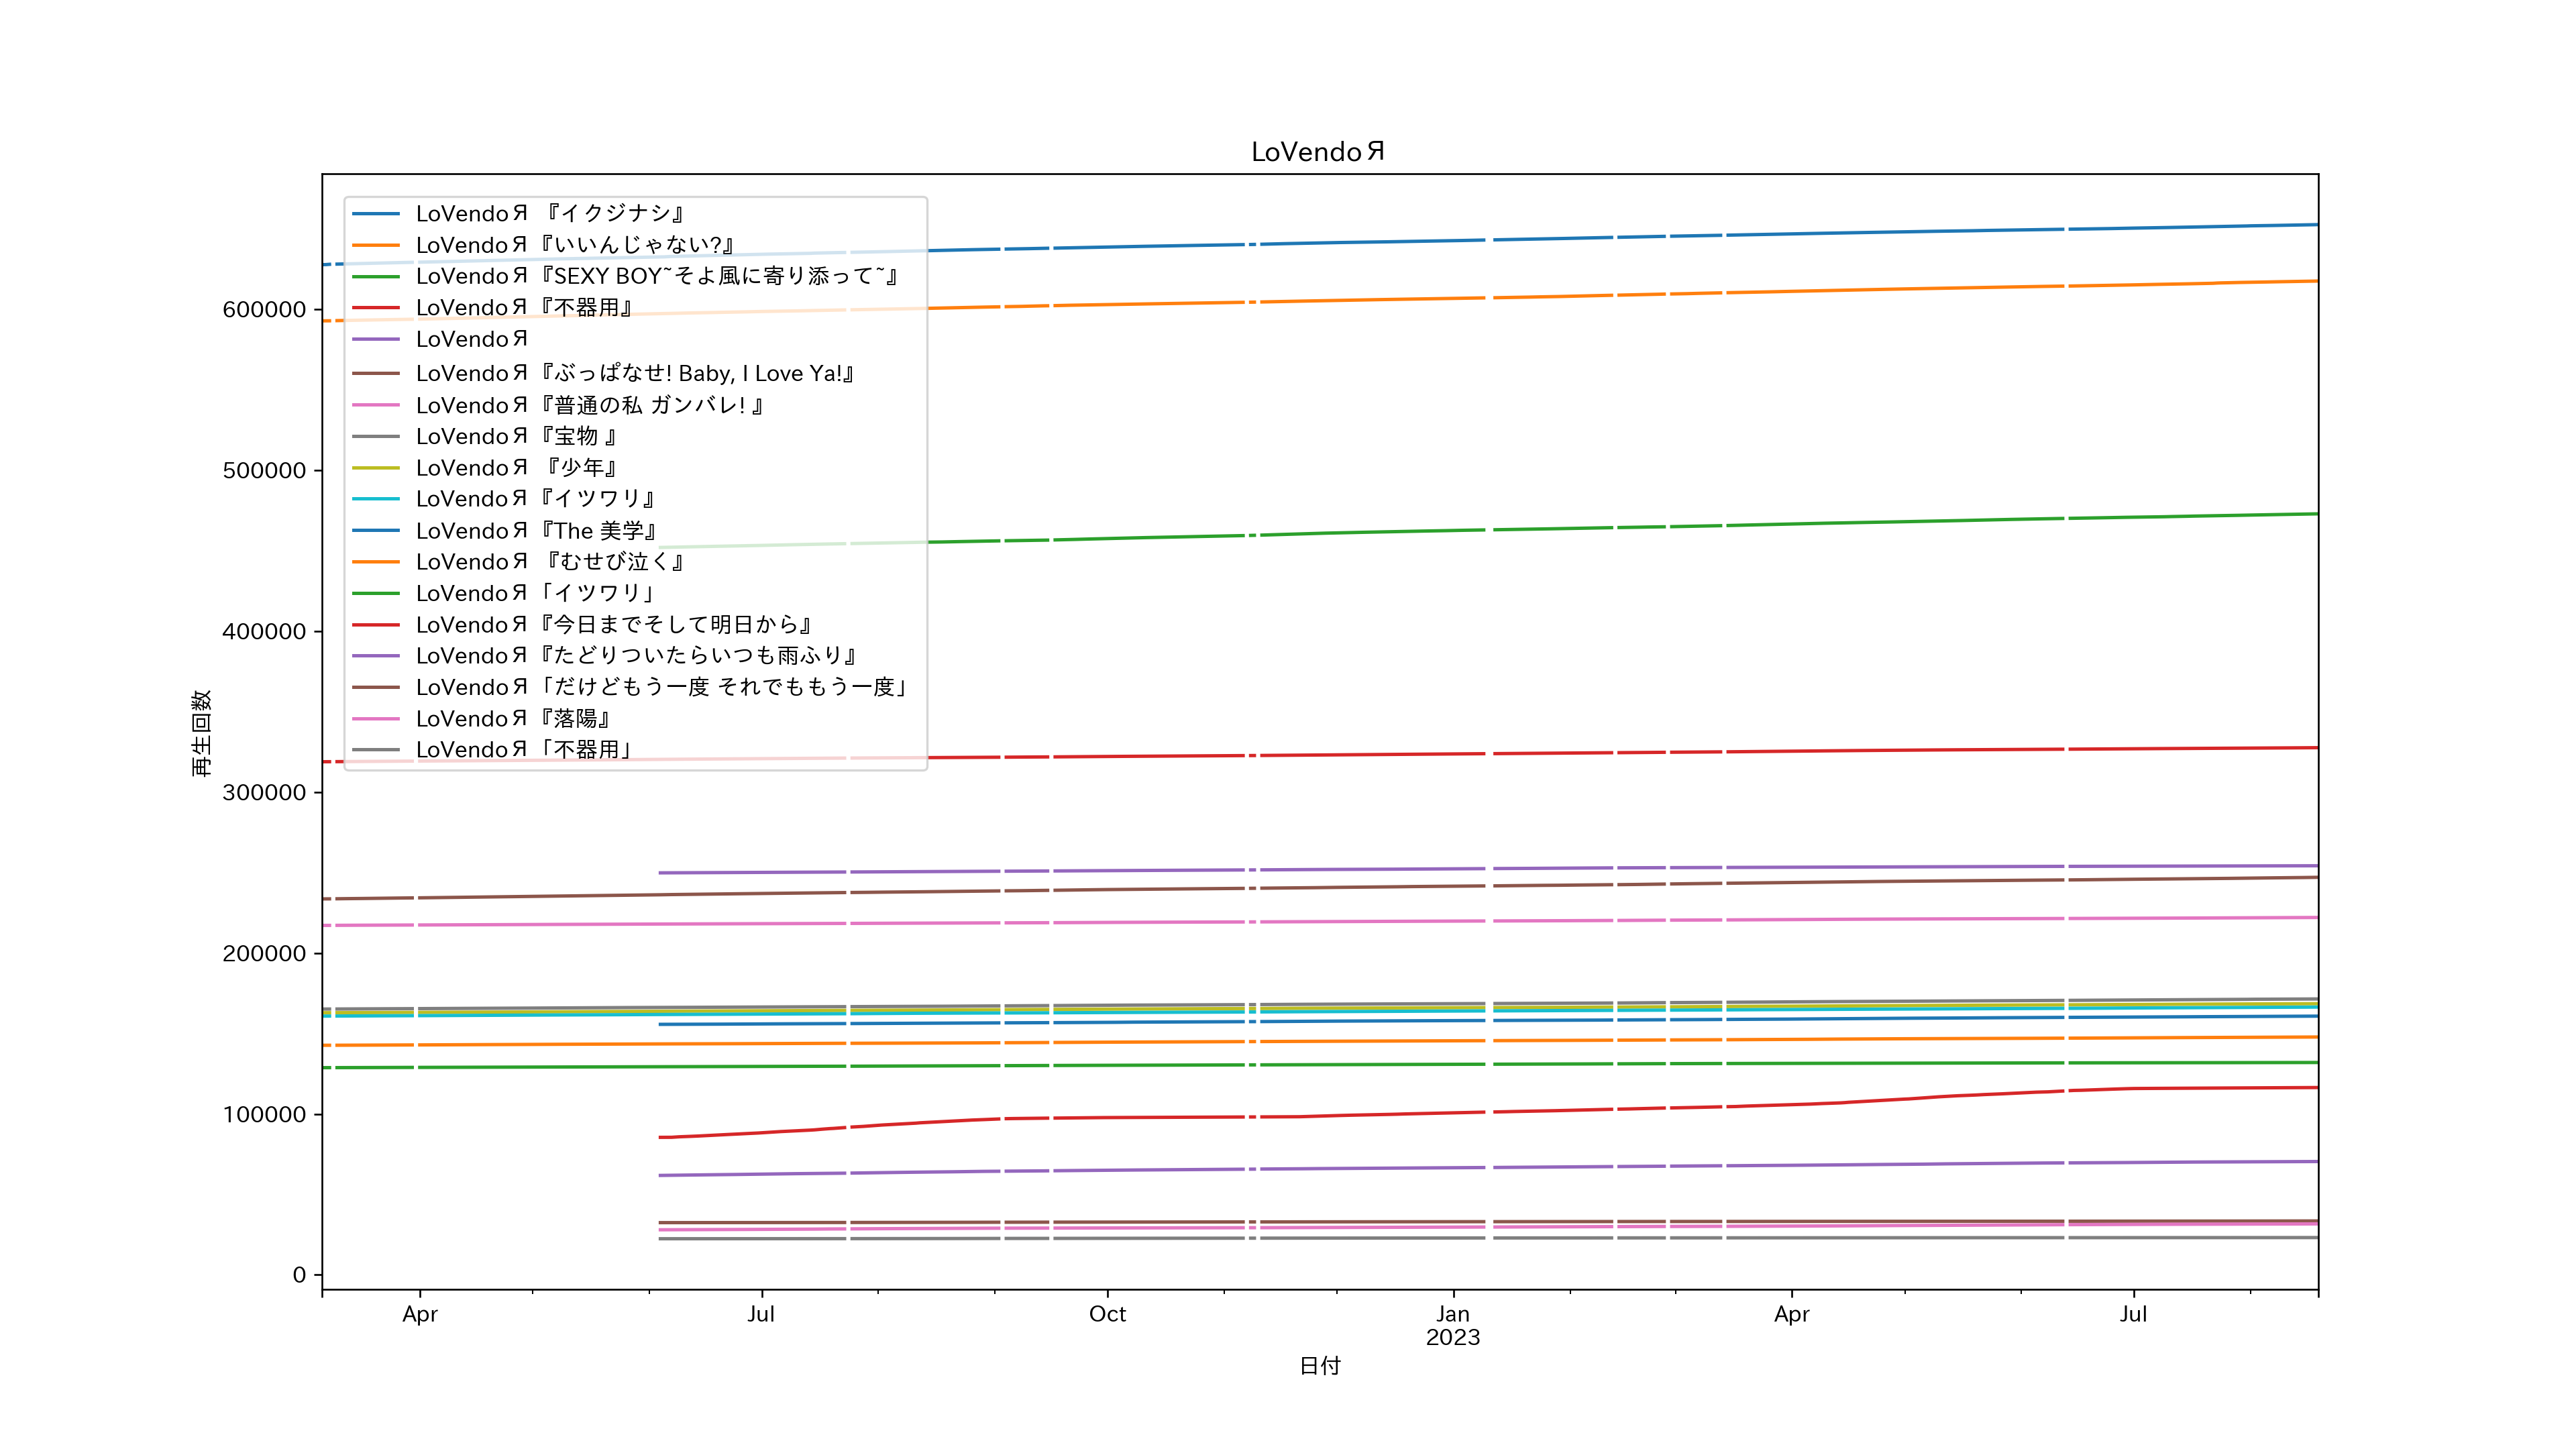 LoVendoЯ
LoVendoЯ 『イクジナシ』
LoVendoЯ『いいんじゃない?』
LoVendoЯ『SEXY BOY~そよ風に寄り添って~』
LoVendoЯ『不器用』
LoVendoЯ
LoVendoЯ『ぶっぱなせ! Baby, I Love Ya!』
LoVendoЯ『普通の私 ガンバレ! 』
LoVendoЯ『宝物 』
LoVendoЯ 『少年』
LoVendoЯ『イツワリ』
LoVendoЯ『The 美学』
LoVendoЯ 『むせび泣く』
LoVendoЯ「イツワリ」
LoVendoЯ『今日までそして明日から』
LoVendoЯ『たどりついたらいつも雨ふり』
LoVendoЯ「だけどもう一度 それでももう一度」
LoVendoЯ『落陽』
LoVendoЯ「不器用」
600000
500000
400000
300000
200000
100000
0
再生回数
Apr
Jul
Oct
Jan
2023
Apr
Jul
日付